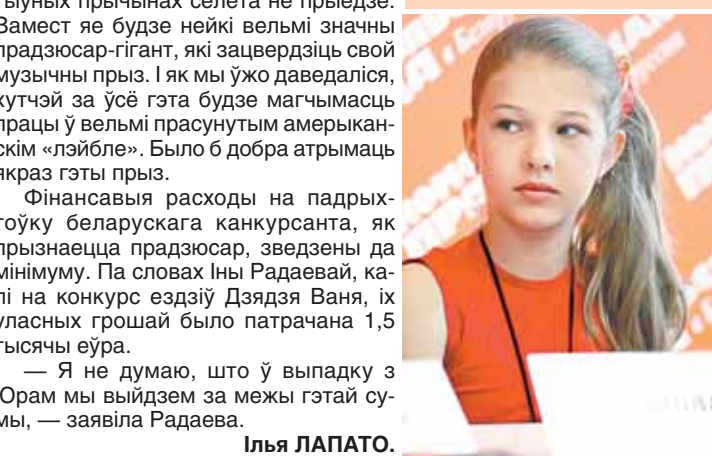 прычынах сёлета не прыедзе.
Замест яе будзе нейкі вельмі значны
прадзюсар-гігант, які зацвердзіць свой
музычны прыз. І як мы ўжо даведаліся,
хутчэй за ўсё гэта будзе магчымасць
працы ў вельмі прасунутым амерыкан-
скім «лэйбле». Было б добра атрымаць
якраз гэты прыз.
Фінансавыя расходы на падрых-
тоўку беларускага канкурсанта, як
прызнаецца прадзюсар, зведзены да
мінімуму. Па словах Іны Радаевай, ка-
лі на конкурс ездзіў Дзядзя Ваня, іх
уласных грошай было патрачана 1,5
тысячы еўра.
— Я не думаю, што ў выпадку з
Юрам мы выйдзем за межы гэтай су-
мы, — заявіла Радаева.
Ілья ЛАПАТО.